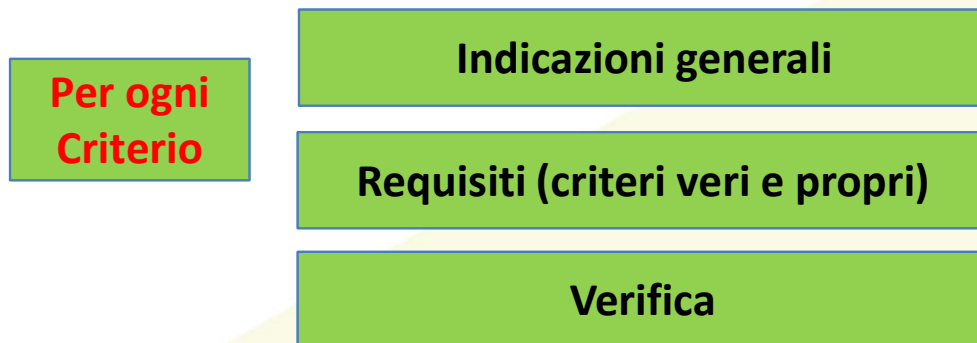 Per ogni
Criterio
Indicazioni generali
Requisiti (criteri veri e propri)
Verifica